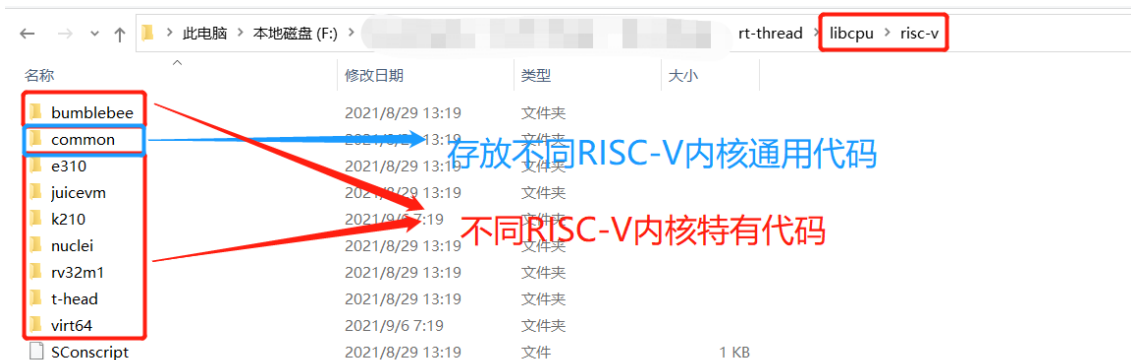 此电脑 > 本地磁盘 (F:) > rt-thread > libcpu > risc-v
名称 修改日期 类型 大小
bumblebee 2021/8/29 13:19 文件夹
common 2021/8/29 13:19 文件夹
存放不同RISC-V内核通用代码
e310 2021/8/29 13:19 文件夹
juicevm 2021/8/29 13:19 文件夹
k210 2021/9/6 7:19 文件夹
不同RISC-V内核特有代码
nuclei 2021/8/29 13:19 文件夹
rv32m1 2021/8/29 13:19 文件夹
t-head 2021/8/29 13:19 文件夹
virt64 2021/9/6 7:19 文件夹
SConscript 2021/8/29 13:19 文件 1 KB